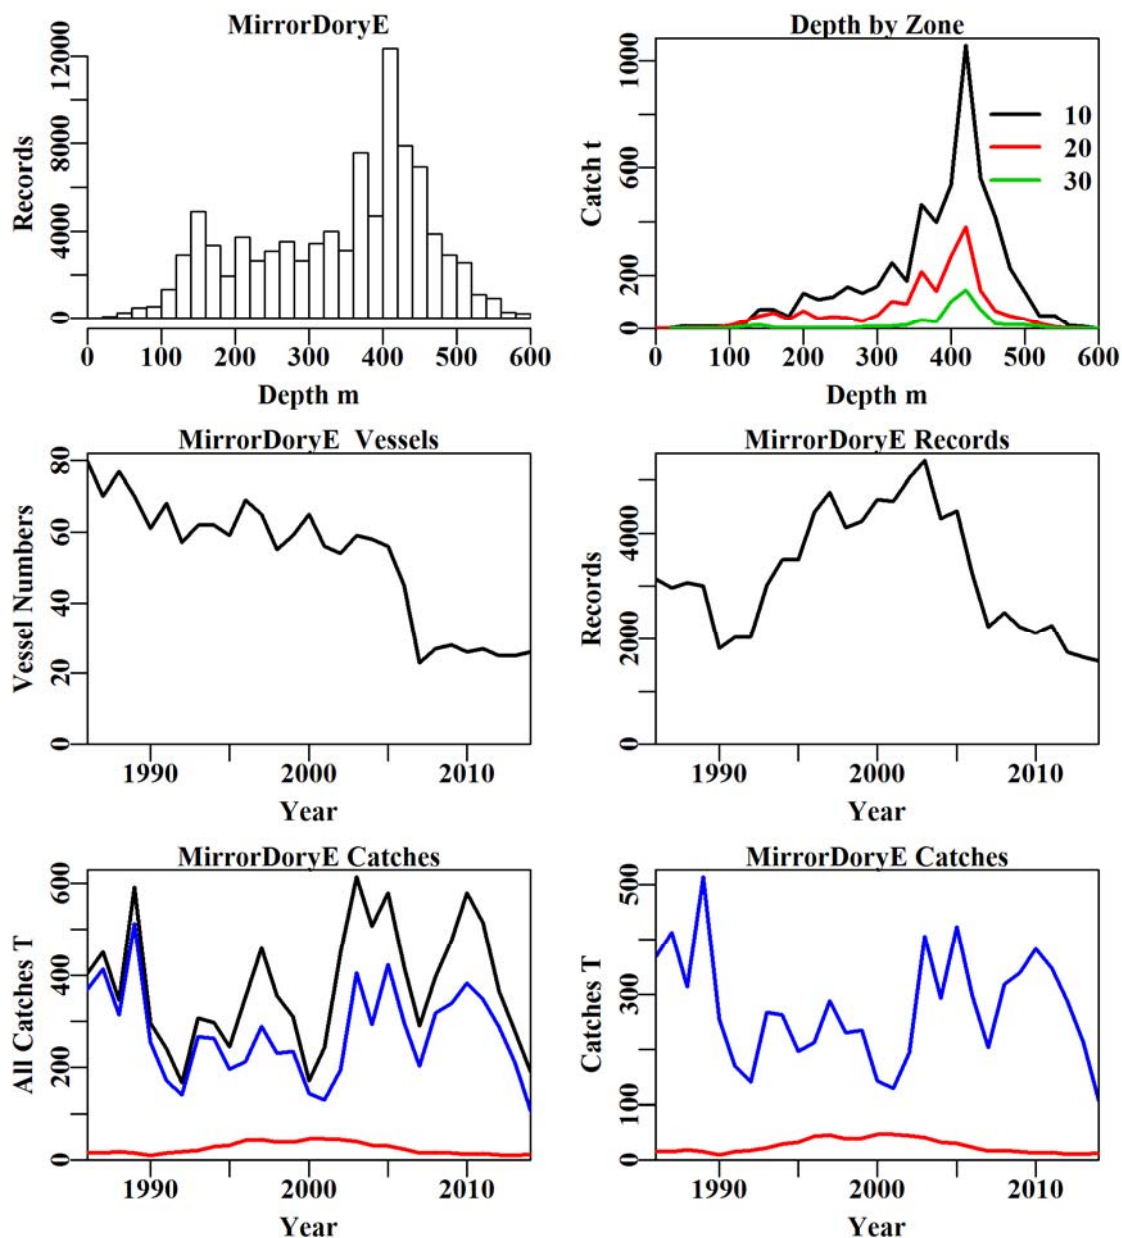 MirrorDoryE
Records
0 4000 8000 12000
0 100 200 300 400 500 600
Depth m
Depth by Zone
Catch t
0 200 600 1000
10
20
30
0 100 200 300 400 500 600
Depth m
MirrorDoryE Vessels
Vessel Numbers
0 20 40 60 80
1990 2000 2010
Year
MirrorDoryE Records
Records
0 2000 4000
1990 2000 2010
Year
MirrorDoryE Catches
All Catches T
0 200 400 600
1990 2000 2010
Year
MirrorDoryE Catches
Catches T
0 100 300 500
1990 2000 2010
Year